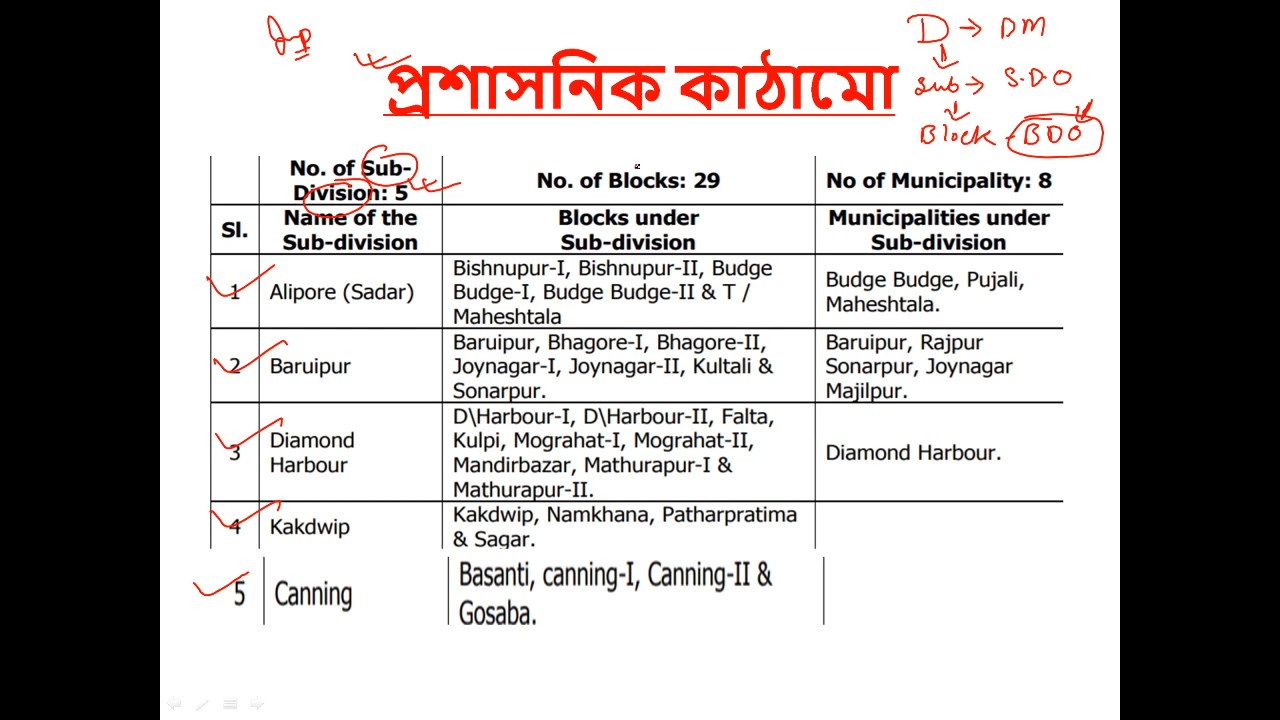 Imp
D → DM
প্রশাসনিক কাঠামো
Sub → S.D.O
Block - BDO
No. of Sub-
Division: 5
No. of Blocks: 29
No of Municipality: 8
Sl.
Name of the
Sub-division
Blocks under
Sub-division
Municipalities under
Sub-division
1
Alipore (Sadar)
Bishnupur-I, Bishnupur-II, Budge
Budge-I, Budge Budge-II & T /
Maheshtala
Budge Budge, Pujali,
Maheshtala.
2
Baruipur
Baruipur, Bhagore-I, Bhagore-II,
Joynagar-I, Joynagar-II, Kultali &
Sonarpur.
Baruipur, Rajpur
Sonarpur, Joynagar
Majilpur.
3
Diamond
Harbour
D\Harbour-I, D\Harbour-II, Falta,
Kulpi, Mograhat-I, Mograhat-II,
Mandirbazar, Mathurapur-I &
Mathurapur-II.
Diamond Harbour.
4
Kakdwip
Kakdwip, Namkhana, Patharpratima
& Sagar.
5
Canning
Basanti, canning-I, Canning-II &
Gosaba.